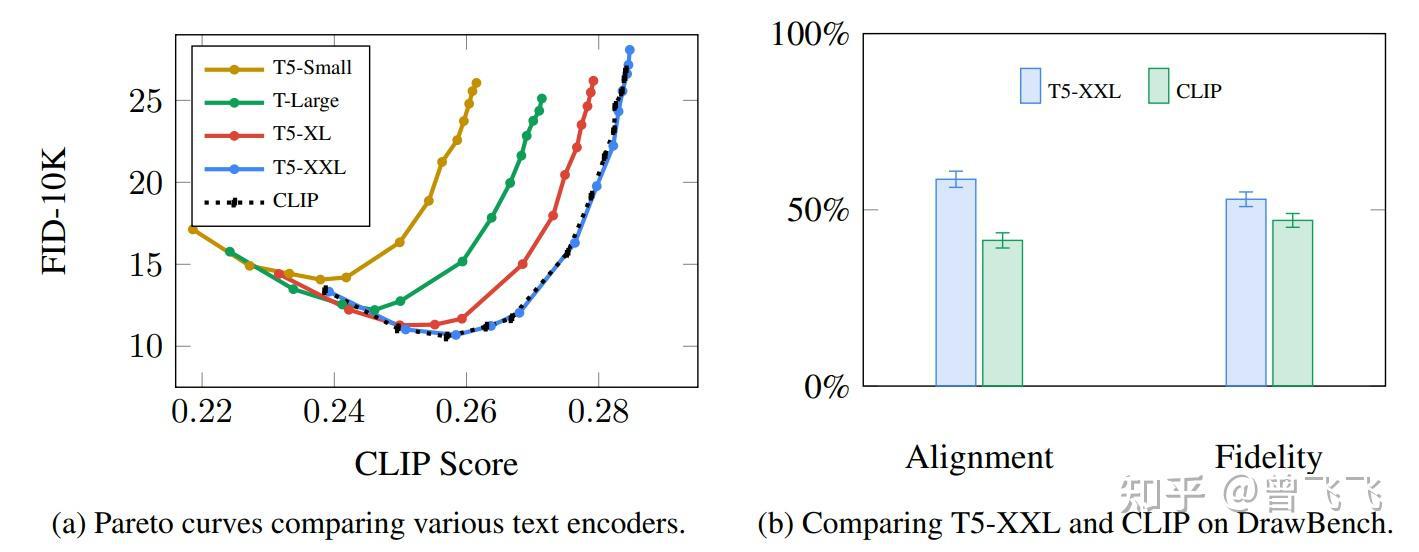 FID-10K
25
20
15
10
0.22 0.24 0.26 0.28
CLIP Score
T5-Small
T-Large
T5-XL
T5-XXL
CLIP
(a) Pareto curves comparing various text encoders.
100%
50%
0%
T5-XXL CLIP
Alignment Fidelity
(b) Comparing T5-XXL and CLIP on DrawBench.
知乎 @曾飞飞